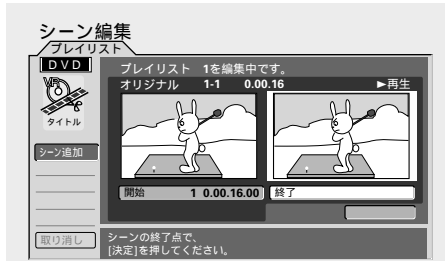 シーン編集
プレイリスト
DVD
プレイリスト 1を編集中です。
オリジナル 1-1 0.00.16 ►再生
VR
タイトル
シーン追加
開始 1 0.00.16.00 終了
取り消し
シーンの終了点で、
[決定]を押してください。